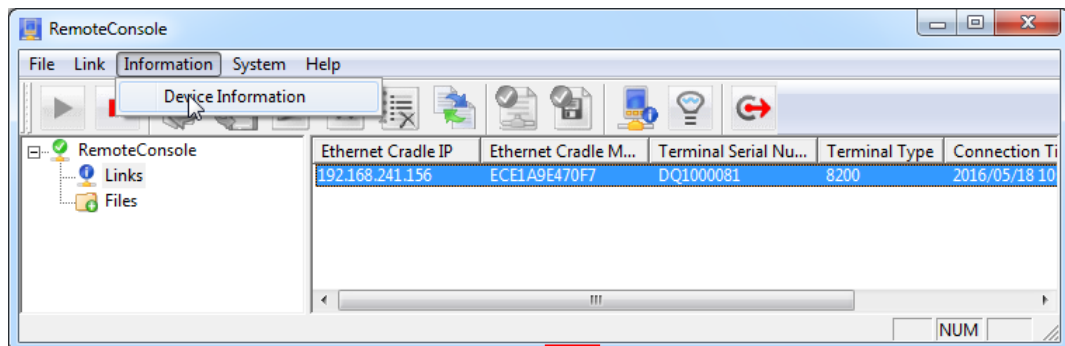 RemoteConsole
File Link Information System Help
Device Information
RemoteConsole
Links
Files
Ethernet Cradle IP Ethernet Cradle M... Terminal Serial Nu... Terminal Type Connection Ti
192.168.241.156 ECE1A9E470F7 DQ1000081 8200 2016/05/18 10
NUM